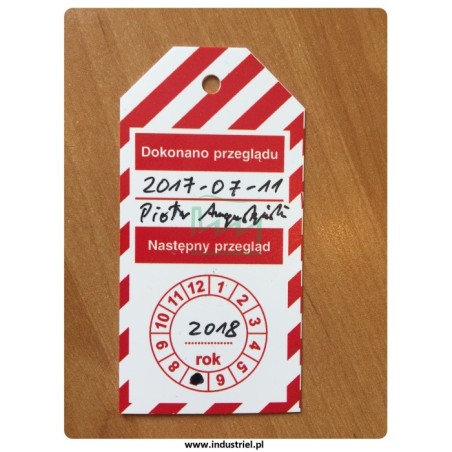 Dokonano przeglądu
2017-07-11
Piotr
Następny przegląd
12 1 2 3 4 5 6 8 9 10 11
2018
rok
www.industriel.pl